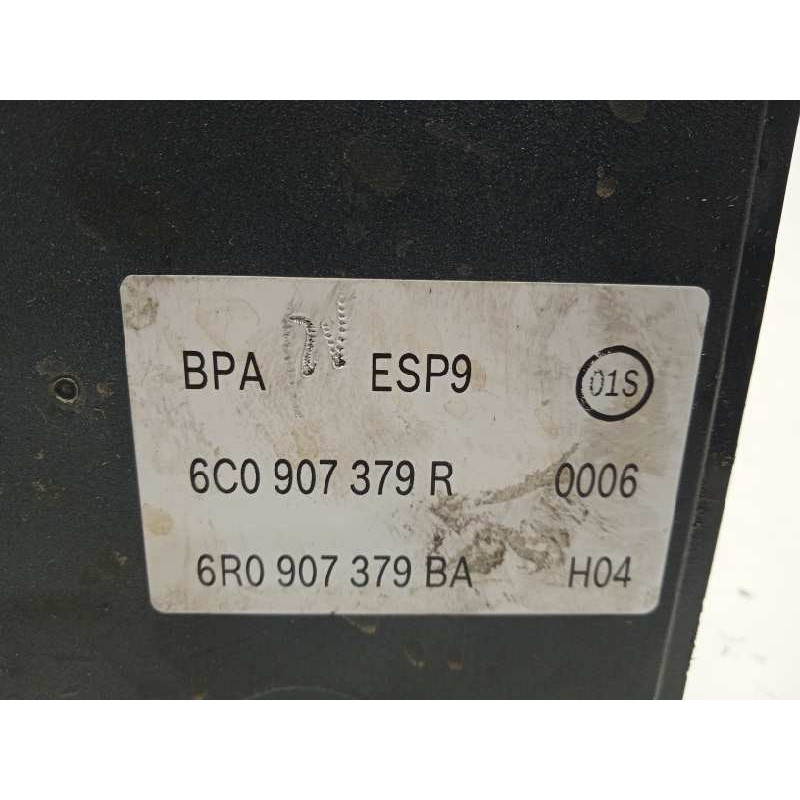 BPA ESP9 01S
6C0 907 379 R 0006
6R0 907 379 BA H04